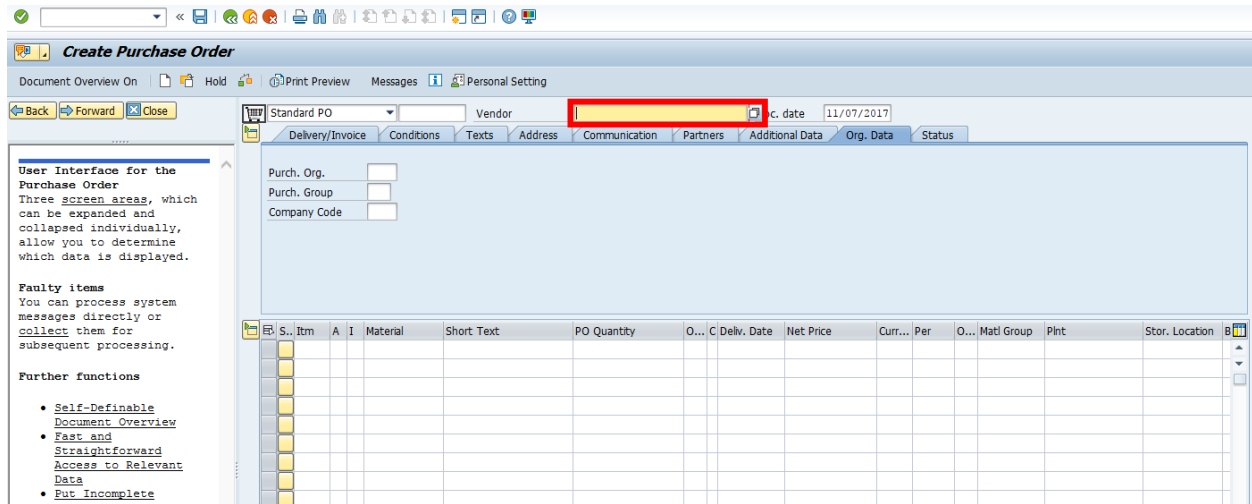 Create Purchase Order
Document Overview On Hold Print Preview Messages Personal Setting
Back Forward Close
Standard PO Vendor oc. date 11/07/2017
Delivery/Invoice Conditions Texts Address Communication Partners Additional Data Org. Data Status
User Interface for the
Purchase Order
Three screen areas, which
can be expanded and
collapsed individually,
allow you to determine
which data is displayed.
Faulty items
You can process system
messages directly or
collect them for
subsequent processing.
Further functions
• Self-Definable
Document Overview
• Fast and
Straightforward
Access to Relevant
Data
• Put Incomplete
Purch. Org.
Purch. Group
Company Code
S.. Itm A I Material Short Text PO Quantity O... C Deliv. Date Net Price Curr... Per O... Matl Group Plnt Stor. Location B